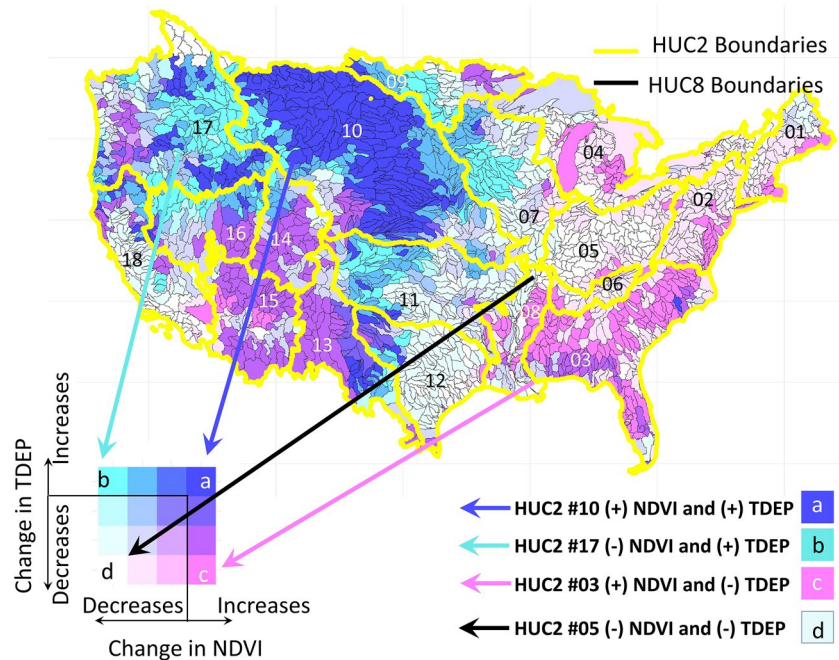 HUC2 Boundaries
HUC8 Boundaries
09
17
10
01
04
02
07
16
14
05
18
06
15
11
08
13
03
12
Change in TDEP
Increases
Decreases
b
a
d
c
Decreases
Increases
Change in NDVI
HUC2 #10 (+) NDVI and (+) TDEP a
HUC2 #17 (-) NDVI and (+) TDEP b
HUC2 #03 (+) NDVI and (-) TDEP c
HUC2 #05 (-) NDVI and (-) TDEP d